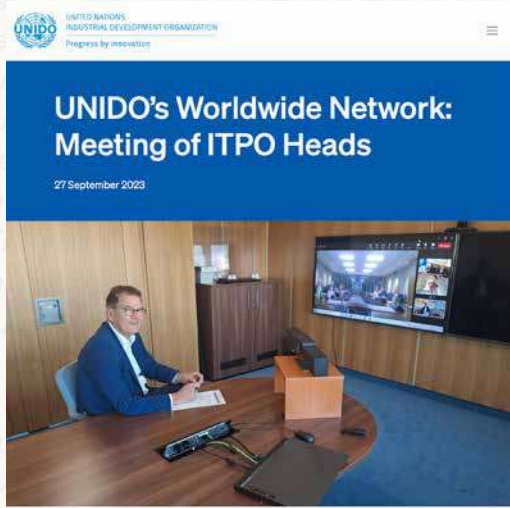 UNIDO
UNITED NATIONS
INDUSTRIAL DEVELOPMENT ORGANIZATION
Progress by innovation
UNIDO's Worldwide Network:
Meeting of ITPO Heads
27 September 2023